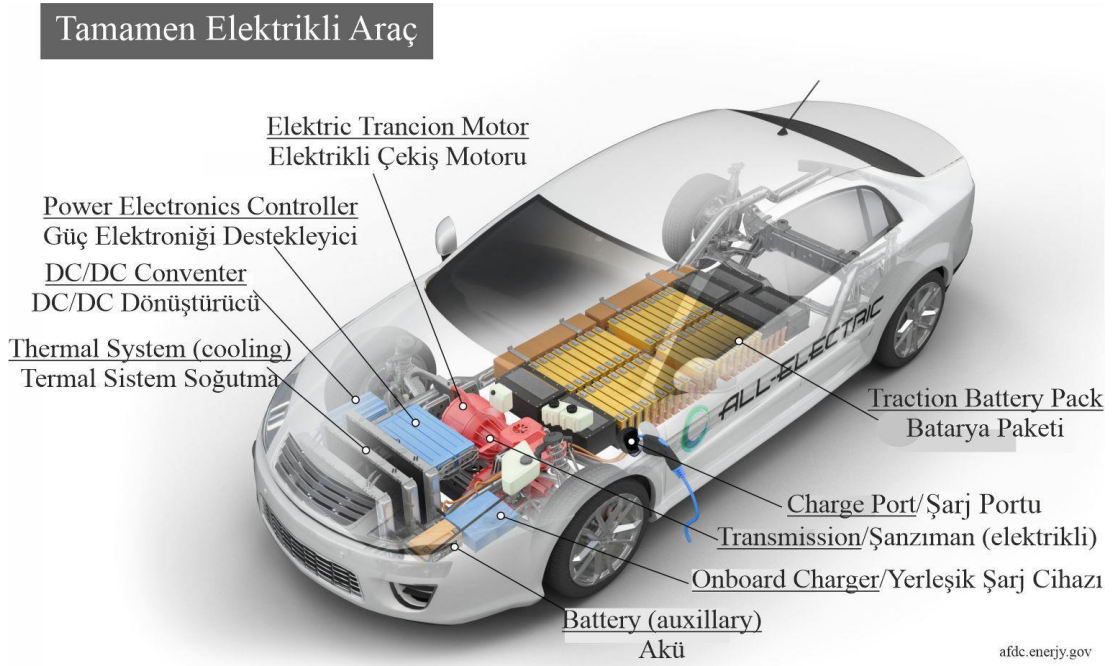 Tamamen Elektrikli Araç
Elektric Trancion Motor
Elektrikli Çekiş Motoru
Power Electronics Controller
Güç Elektroniği Destekleyici
DC/DC Conventer
DC/DC Dönüştürücü
Thermal System (cooling)
Termal Sistem Soğutma
ALL-ELECTRIC
Traction Battery Pack
Batarya Paketi
Charge Port/Şarj Portu
Transmission/Şanzıman (elektrikli)
Onboard Charger/Yerleşik Şarj Cihazı
Battery (auxillary)
Akü
afdc.enerjy.gov